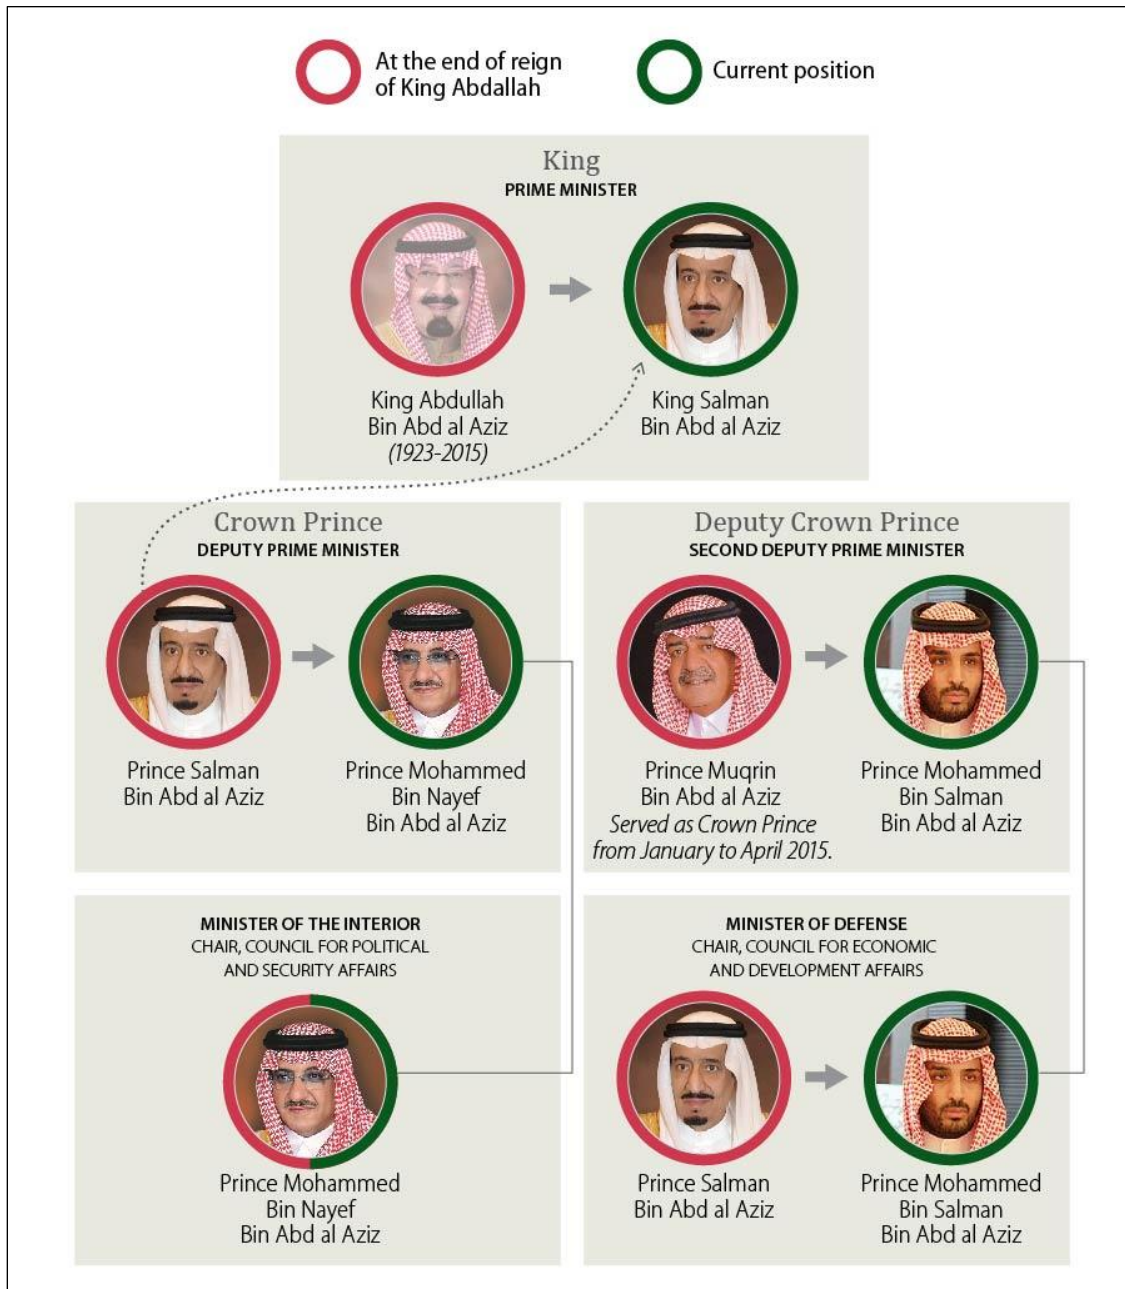 At the end of reign
of King Abdallah
Current position
King
PRIME MINISTER
King Abdullah
Bin Abd al Aziz
(1923-2015)
King Salman
Bin Abd al Aziz
Crown Prince
DEPUTY PRIME MINISTER
Prince Salman
Bin Abd al Aziz
Prince Mohammed
Bin Nayef
Bin Abd al Aziz
Deputy Crown Prince
SECOND DEPUTY PRIME MINISTER
Prince Muqrin
Bin Abd al Aziz
Served as Crown Prince
from January to April 2015.
Prince Mohammed
Bin Salman
Bin Abd al Aziz
MINISTER OF THE INTERIOR
CHAIR, COUNCIL FOR POLITICAL
AND SECURITY AFFAIRS
Prince Mohammed
Bin Nayef
Bin Abd al Aziz
MINISTER OF DEFENSE
CHAIR, COUNCIL FOR ECONOMIC
AND DEVELOPMENT AFFAIRS
Prince Salman
Bin Abd al Aziz
Prince Mohammed
Bin Salman
Bin Abd al Aziz